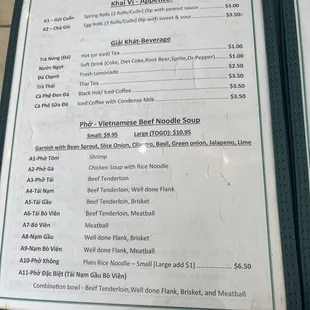 Khai Vị - Appetizer
K1 – Gỏi Cuốn Spring Rolls (2 Rolls/Cuốn) Dip with peanut sauce $3.00
K2 – Chả Giò Egg Rolls (3 Rolls/Cuốn) Dip with sweet & sour $3.50
Giải Khát-Beverage
Trà Nóng (Đá) Hot (or Iced) Tea $1.00
Nước Ngọt Soft Drink (Coke, Diet Coke,Root Beer,Sprite,Dr Pepper) $1.00
Đá Chanh Fresh Lemonade $2.50
Trà Thái Thai Tea $3.50
Cà Phê Đen Đá Black Hot/ Iced Coffee $3.50
Cà Phê Sữa Đá Iced Coffee with Condense Milk $3.50
Phở - Vietnamese Beef Noodle Soup
Small: $9.95 Large (TOGO): $10.95
Garnish with Bean Sprout, Slice Onion, Cilantro, Basil, Green onion, Jalapeno, Lime
A1-Phở Tôm Shrimp
A2-Phở Gà Chicken Soup with Rice Noodle
A3-Phở Tái Beef Tenderloin
A4-Tái Nạm Beef Tenderloin, Well done Flank
A5-Tái Gầu Beef Tenderloin, Brisket
A6-Tái Bò Viên Beef Tenderloin, Meatball
A7-Bò Viên Meatball
A8-Nạm Gầu Well done Flank, Brisket
A9-Nạm Bò Viên Well done Flank, Meatball
A10-Phở Không Plain Rice Noodle – Small [Large add $1] $6.50
A11-Phở Đặc Biệt (Tái Nạm Gầu Bò Viên)
Combination bowl - Beef Tenderloin,Well done Flank, Brisket, and Meatball